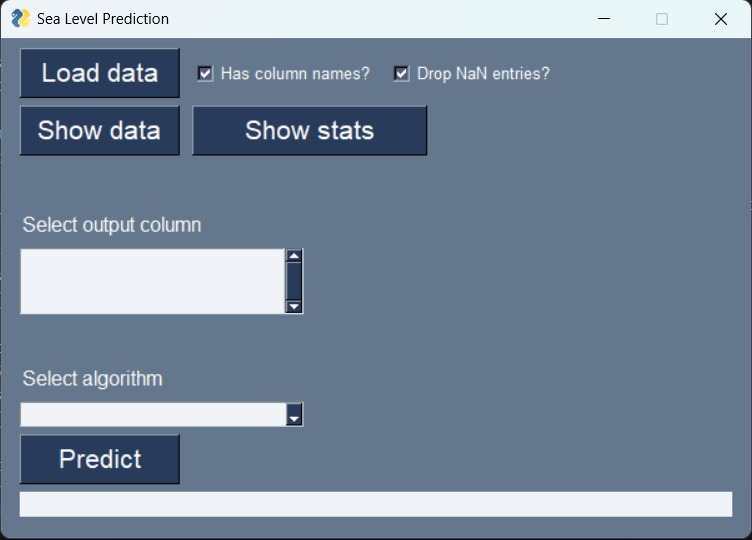 Sea Level Prediction
Load data Has column names? Drop NaN entries?
Show data Show stats
Select output column
Select algorithm
Predict